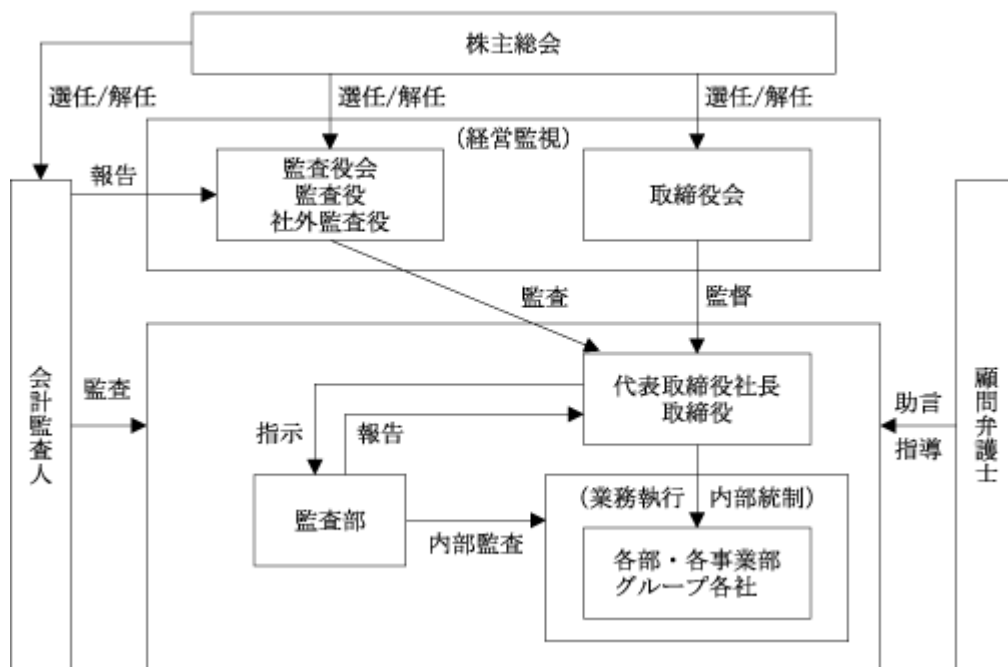 株主総会
選任/解任
選任/解任
選任/解任
(経営監視)
報告
監査役会
監査役
社外監査役
取締役会
監査
監督
会計監査人
監査
代表取締役社長
取締役
助言
指導
顧問弁護士
指示
報告
監査部
内部監査
(業務執行 内部統制)
各部・各事業部
グループ各社